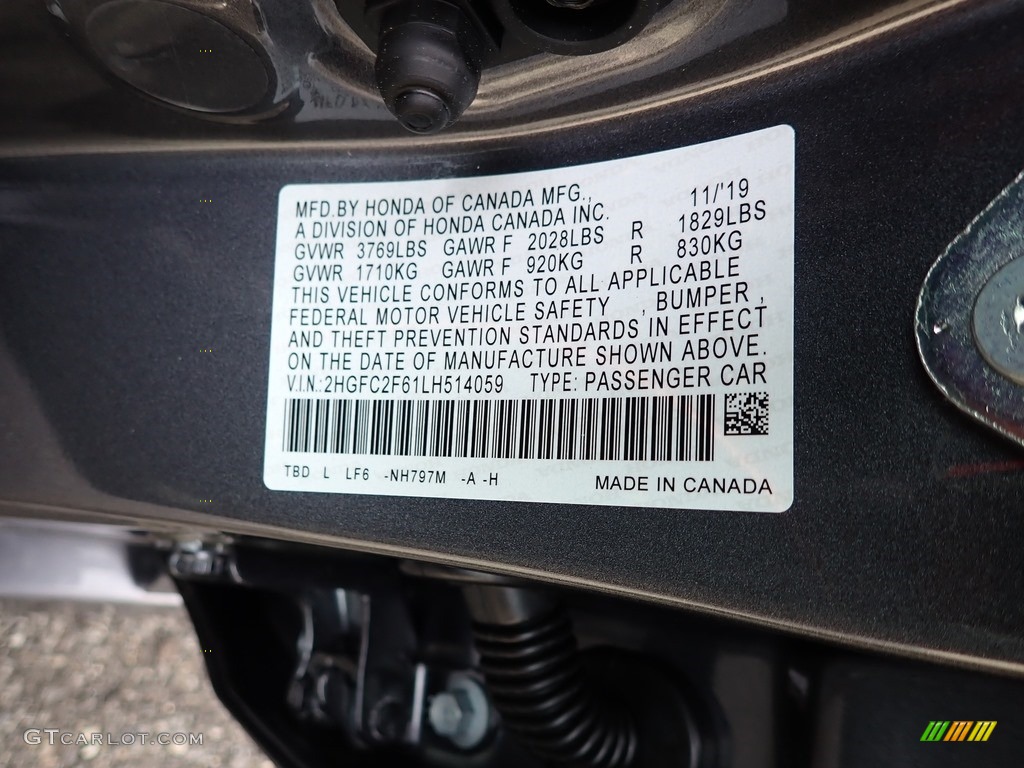 MFD.BY HONDA OF CANADA MFG., 11/'19
A DIVISION OF HONDA CANADA INC.
GVWR 3769LBS GAWR F 2028LBS R 1829LBS
GVWR 1710KG GAWR F 920KG R 830KG
THIS VEHICLE CONFORMS TO ALL APPLICABLE
FEDERAL MOTOR VEHICLE SAFETY , BUMPER ,
AND THEFT PREVENTION STANDARDS IN EFFECT
ON THE DATE OF MANUFACTURE SHOWN ABOVE.
V.I.N.:2HGFC2F61LH514059 TYPE: PASSENGER CAR
TBD L LF6 -NH797M -A -H MADE IN CANADA
GTCARLOT.COM